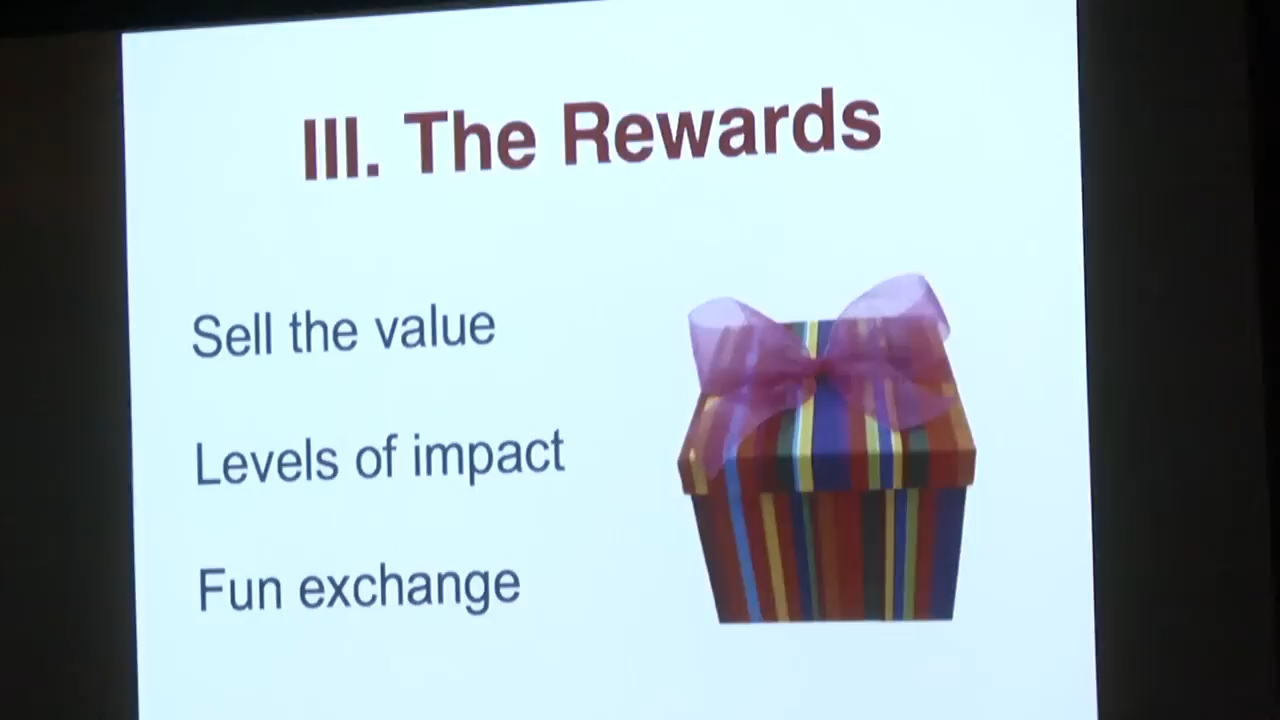 III. The Rewards
Sell the value
Levels of impact
Fun exchange